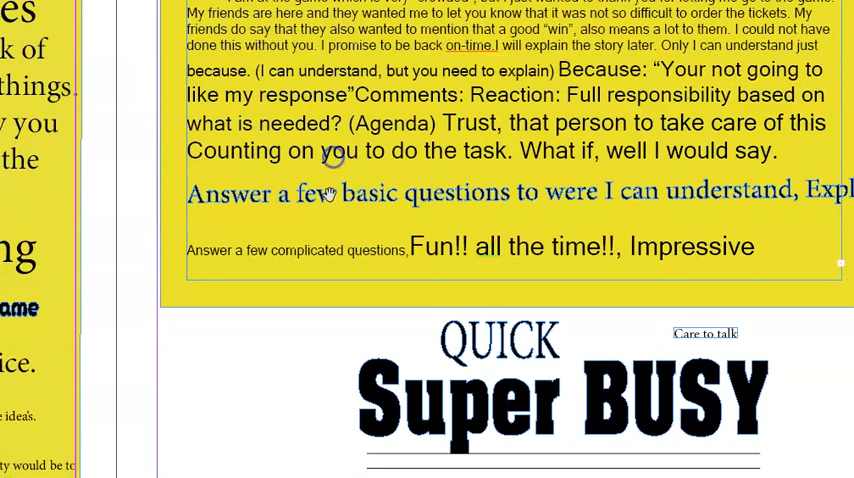 es
k of
things.
y you
the
ng
ame
ice.
e idea's.
ty would be to
My friends are here and they wanted me to let you know that it was not so difficult to order the tickets. My
friends do say that they also wanted to mention that a good “win”, also means a lot to them. I could not have
done this without you. I promise to be back on-time.I will explain the story later. Only I can understand just
because. (I can understand, but you need to explain) Because: “Your not going to
like my response”Comments: Reaction: Full responsibility based on
what is needed? (Agenda) Trust, that person to take care of this
Counting on you to do the task. What if, well I would say.
Answer a few basic questions to were I can understand, Expl
Answer a few complicated questions,Fun!! all the time!!, Impressive
QUICK
Care to talk
Super BUSY